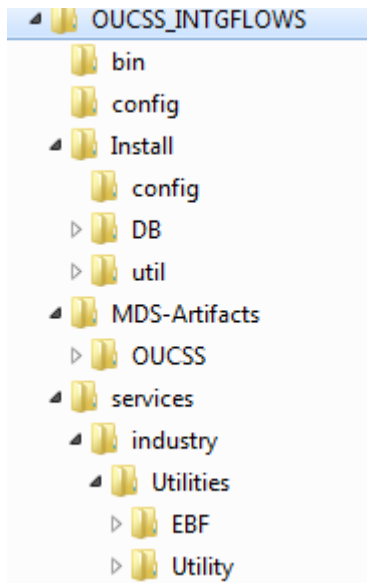 OUCSS_INTGFLOWS
bin
config
Install
config
DB
util
MDS-Artifacts
OUCSS
services
industry
Utilities
EBF
Utility